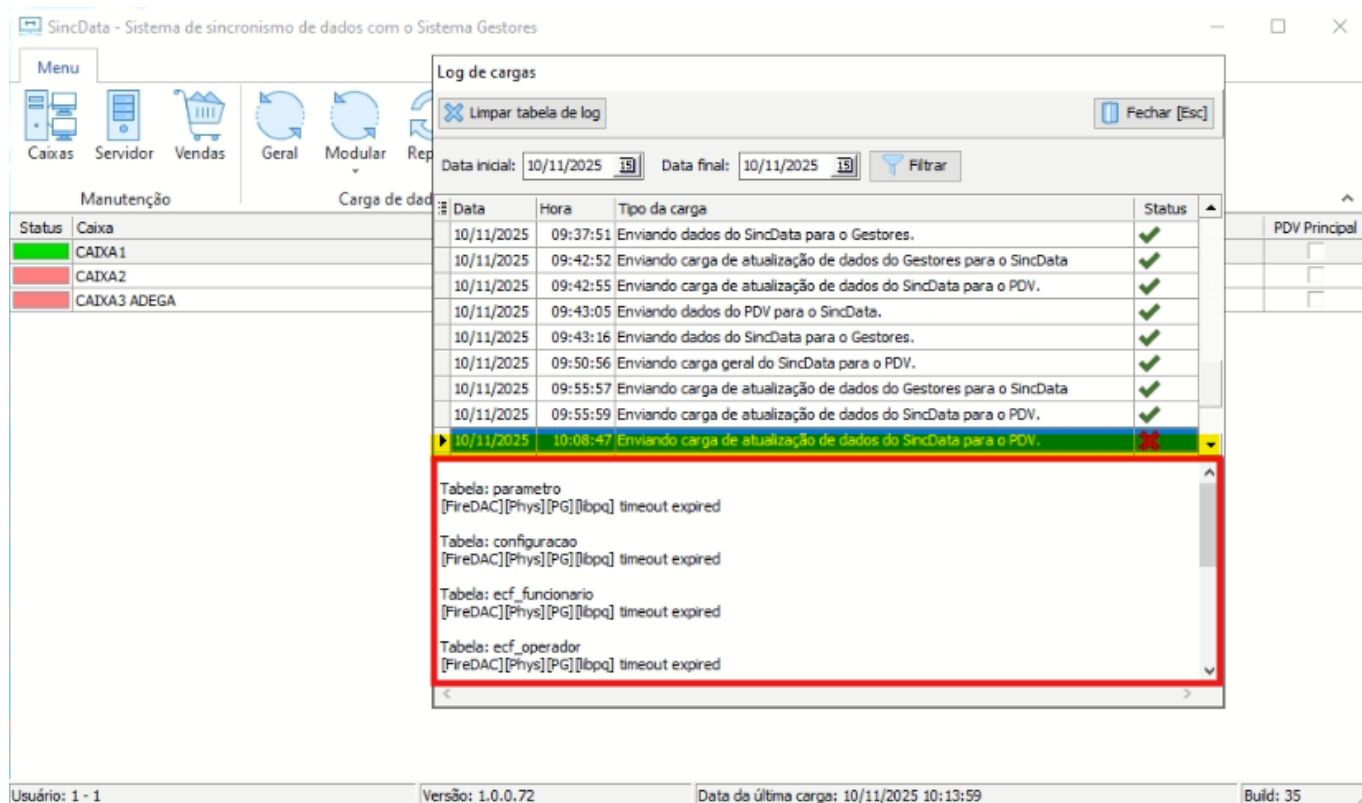 SincData - Sistema de sincronismo de dados com o Sistema Gestores
Menu
Caixas Servidor Vendas Geral Modular Rep
Manutenção Carga de dad
Status Caixa PDV Principal
CAIXA1
CAIXA2
CAIXA3 ADEGA
Log de cargas
Limpar tabela de log Fechar [Esc]
Data inicial: 10/11/2025 15 Data final: 10/11/2025 15 Filtrar
Data Hora Tipo da carga Status
10/11/2025 09:37:51 Enviando dados do SincData para o Gestores.
10/11/2025 09:42:52 Enviando carga de atualização de dados do Gestores para o SincData
10/11/2025 09:42:55 Enviando carga de atualização de dados do SincData para o PDV.
10/11/2025 09:43:05 Enviando dados do PDV para o SincData.
10/11/2025 09:43:16 Enviando dados do SincData para o Gestores.
10/11/2025 09:50:56 Enviando carga geral do SincData para o PDV.
10/11/2025 09:55:57 Enviando carga de atualização de dados do Gestores para o SincData
10/11/2025 09:55:59 Enviando carga de atualização de dados do SincData para o PDV.
10/11/2025 10:08:47 Enviando carga de atualização de dados do SincData para o PDV.
Tabela: parametro
[FireDAC][Phys][PG][libpq] timeout expired
Tabela: configuracao
[FireDAC][Phys][PG][libpq] timeout expired
Tabela: ecf_funcionario
[FireDAC][Phys][PG][libpq] timeout expired
Tabela: ecf_operador
[FireDAC][Phys][PG][libpq] timeout expired
Usuário: 1 - 1 Versão: 1.0.0.72 Data da última carga: 10/11/2025 10:13:59 Build: 35